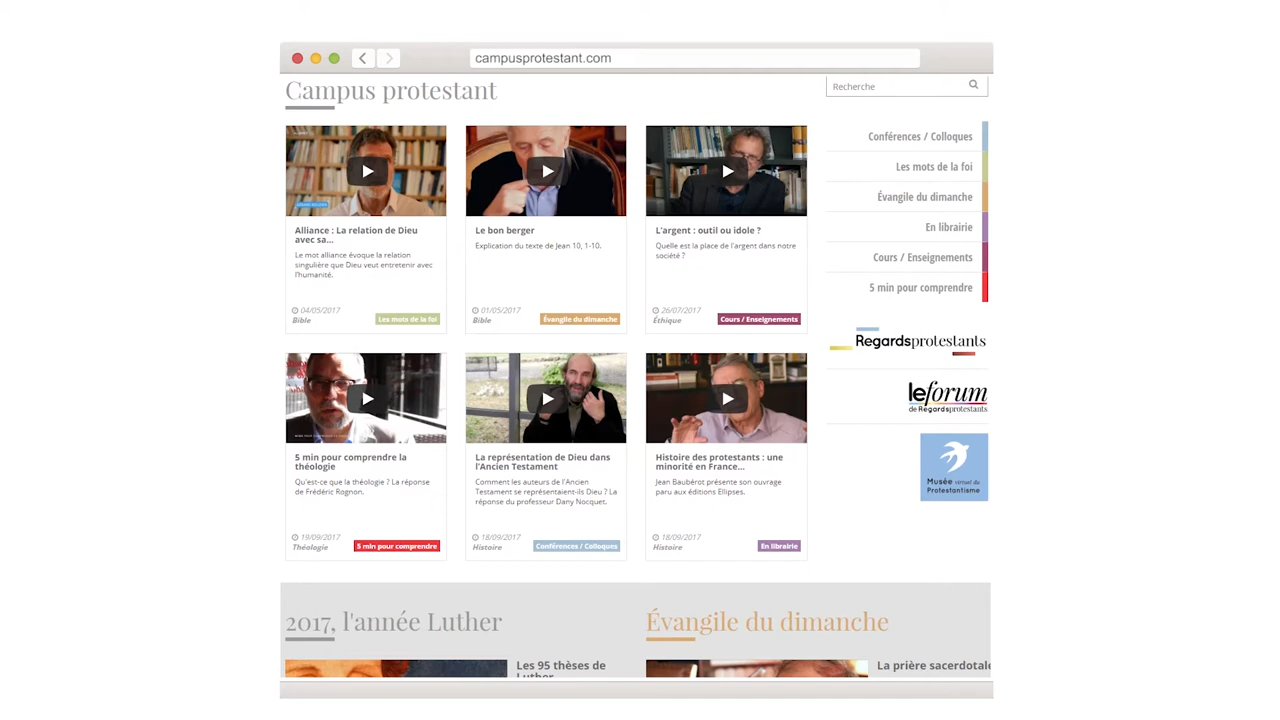 campusprotestant.com
Campus protestant
Recherche
Alliance : La relation de Dieu
avec sa...
Le mot alliance évoque la relation
singulière que Dieu veut entretenir avec
l'humanité.
04/05/2017
Bible
Les mots de la foi
Le bon berger
Explication du texte de Jean 10, 1-10.
01/05/2017
Bible
Évangile du dimanche
L'argent : outil ou idole ?
Quelle est la place de l'argent dans notre
société ?
26/07/2017
Éthique
Cours / Enseignements
5 min pour comprendre la
théologie
Qu'est-ce que la théologie ? La réponse
de Frédéric Rognon.
19/09/2017
Théologie
5 min pour comprendre
La représentation de Dieu dans
l'Ancien Testament
Comment les auteurs de l'Ancien
Testament se représentaient-ils Dieu ? La
réponse du professeur Dany Nocquet.
18/09/2017
Histoire
Conférences / Colloques
Histoire des protestants : une
minorité en France...
Jean Baubérot présente son ouvrage
paru aux éditions Ellipses.
18/09/2017
Histoire
En librairie
Conférences / Colloques
Les mots de la foi
Évangile du dimanche
En librairie
Cours / Enseignements
5 min pour comprendre
Regardsprotestants
leforum
de Regardsprotestants
Musée virtuel du
Protestantisme
2017, l'année Luther
Les 95 thèses de
Luther
Évangile du dimanche
La prière sacerdotale